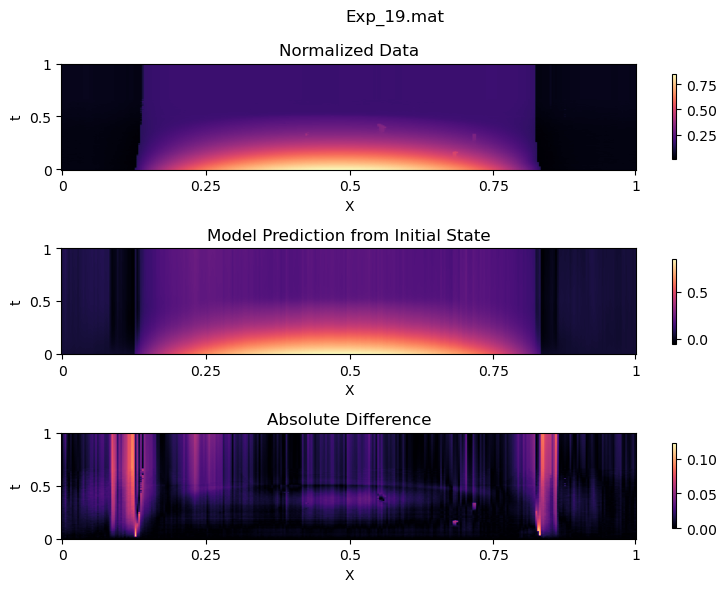 Exp_19.mat
Normalized Data
1
0.5
0
t
0 0.25 0.5 0.75 1
X
0.75
0.50
0.25
Model Prediction from Initial State
1
0.5
0
t
0 0.25 0.5 0.75 1
X
0.5
0.0
Absolute Difference
1
0.5
0
t
0 0.25 0.5 0.75 1
X
0.10
0.05
0.00